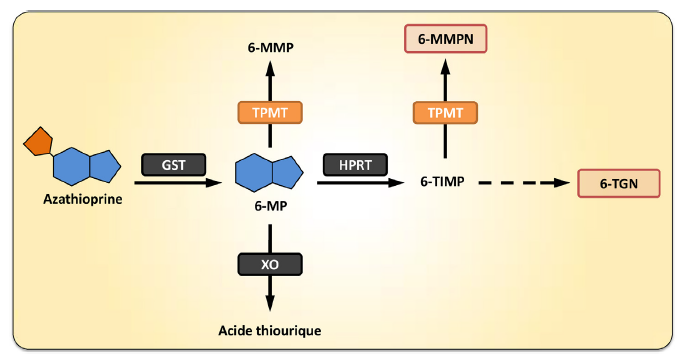 6-MMP
6-MMPN
TPMT
TPMT
GST
HPRT
Azathioprine
6-MP
6-TIMP
6-TGN
XO
Acide thiourique